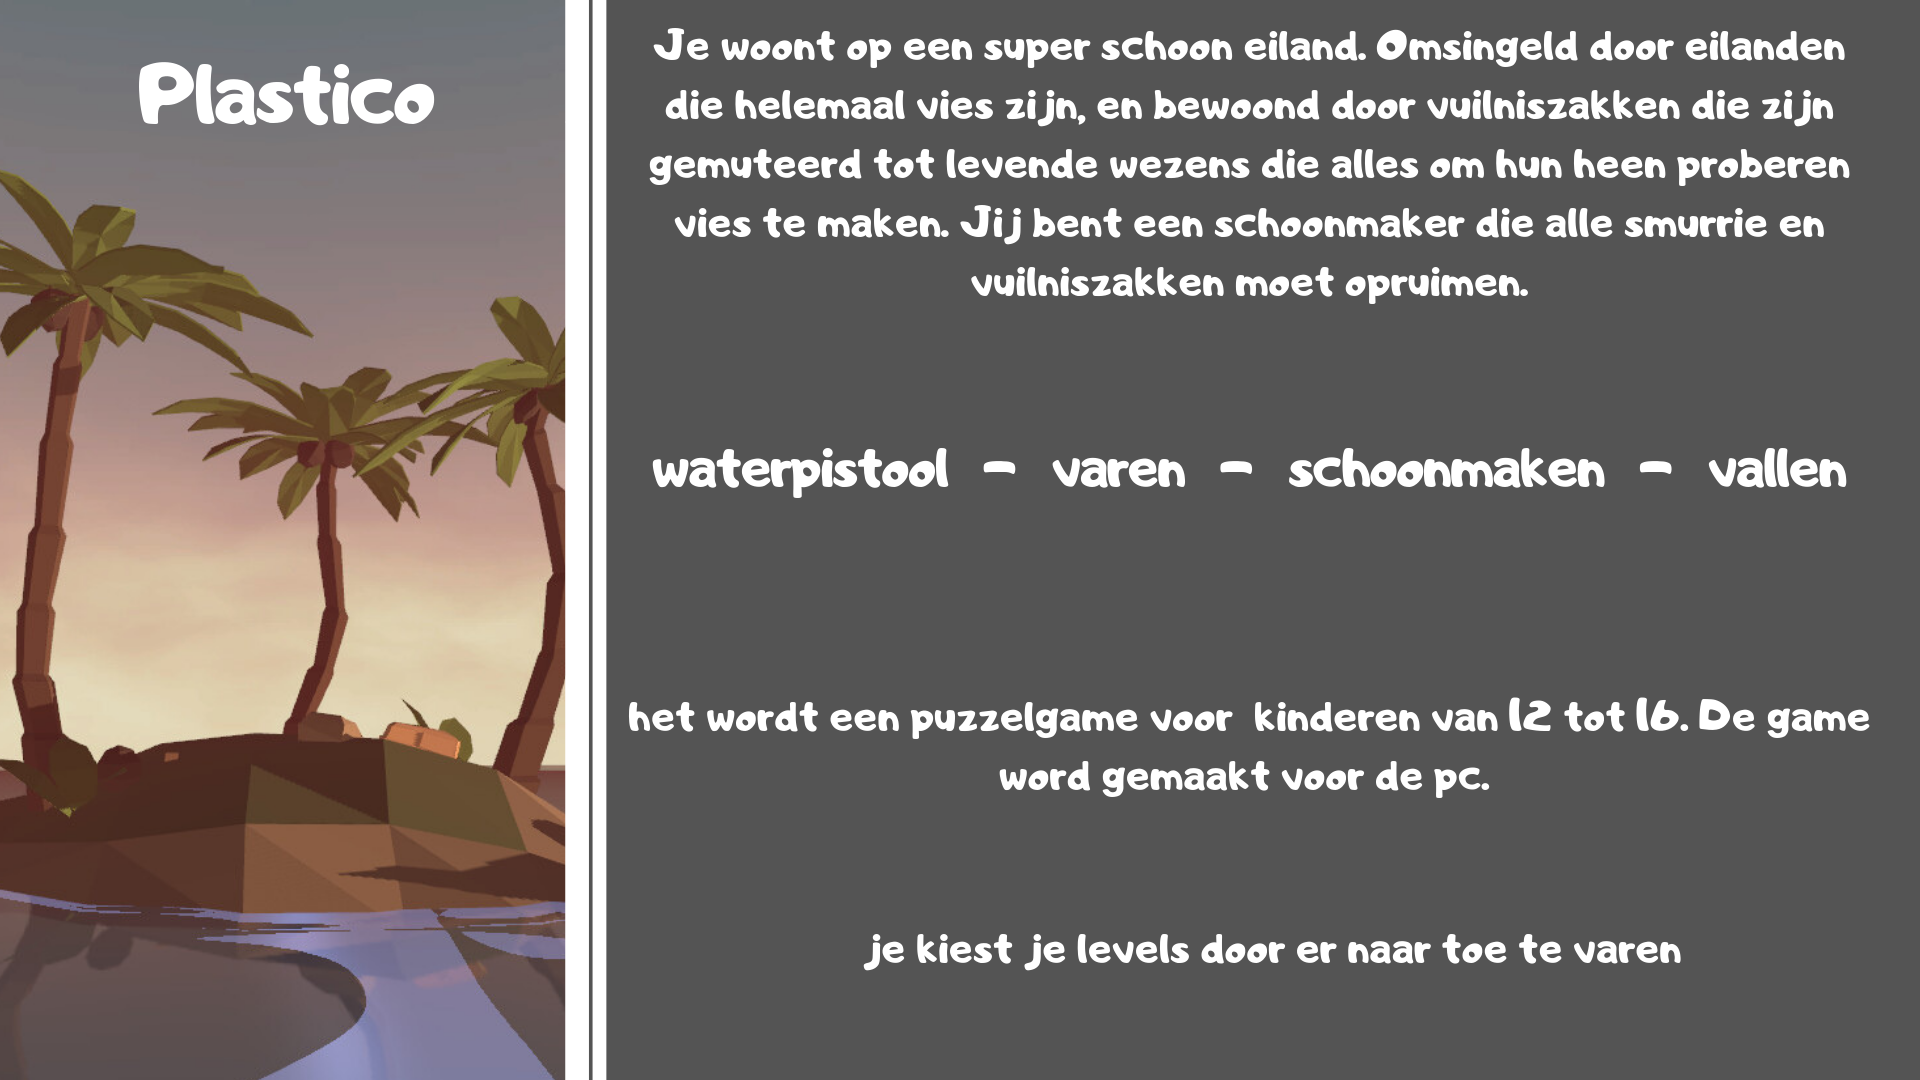 Plastico
Je woont op een super schoon eiland. Omsingeld door eilanden
die helemaal vies zijn, en bewoond door vuilniszakken die zijn
gemuteerd tot levende wezens die alles om hun heen proberen
vies te maken. Jij bent een schoonmaker die alle smurrie en
vuilniszakken moet opruimen.
waterpistool - varen - schoonmaken - vallen
het wordt een puzzelgame voor kinderen van 12 tot 16. De game
word gemaakt voor de pc.
je kiest je levels door er naar toe te varen